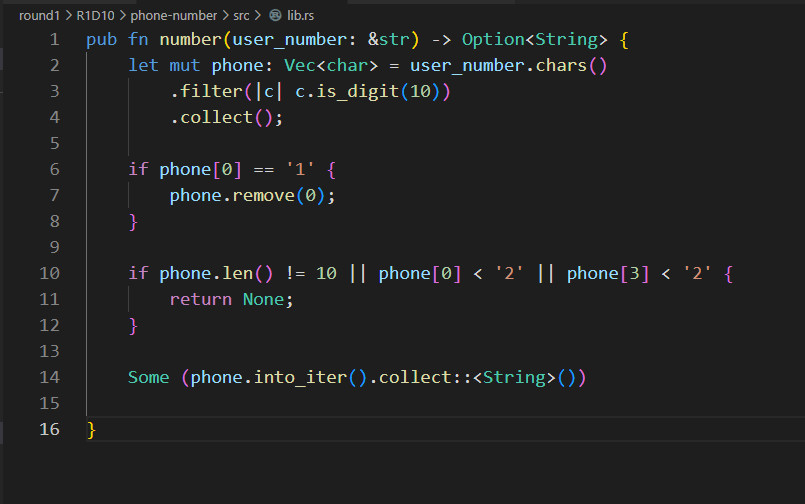 round1 > R1D10 > phone-number > src > lib.rs
1 pub fn number(user_number: &str) -> Option<String> {
2     let mut phone: Vec<char> = user_number.chars()
3         .filter(|c| c.is_digit(10))
4         .collect();
5
6     if phone[0] == '1' {
7         phone.remove(0);
8     }
9
10     if phone.len() != 10 || phone[0] < '2' || phone[3] < '2' {
11         return None;
12     }
13
14     Some (phone.into_iter().collect::<String>())
15
16 }